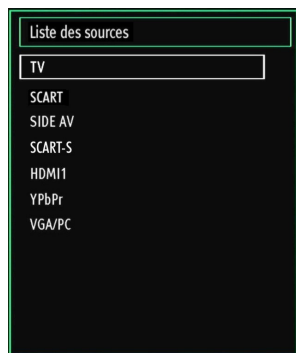 Liste des sources
TV
SCART
SIDE AV
SCART-S
HDMI1
YPbPr
VGA/PC